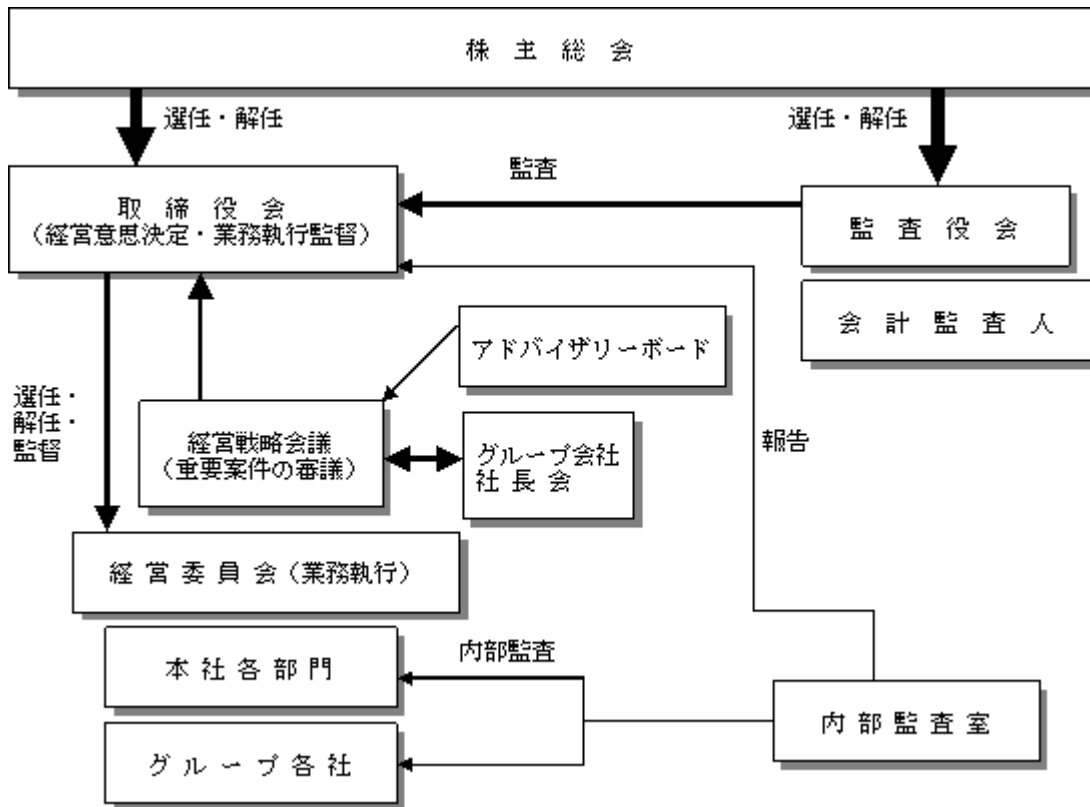 株主総会
選任・解任
選任・解任
監査
取締役会
(経営意思決定・業務執行監督)
監査役会
会計監査人
アドバイザリーボード
選任・
解任・
監督
経営戦略会議
(重要案件の審議)
グループ会社
社長会
報告
経営委員会(業務執行)
本社各部門
内部監査
内部監査室
グループ各社